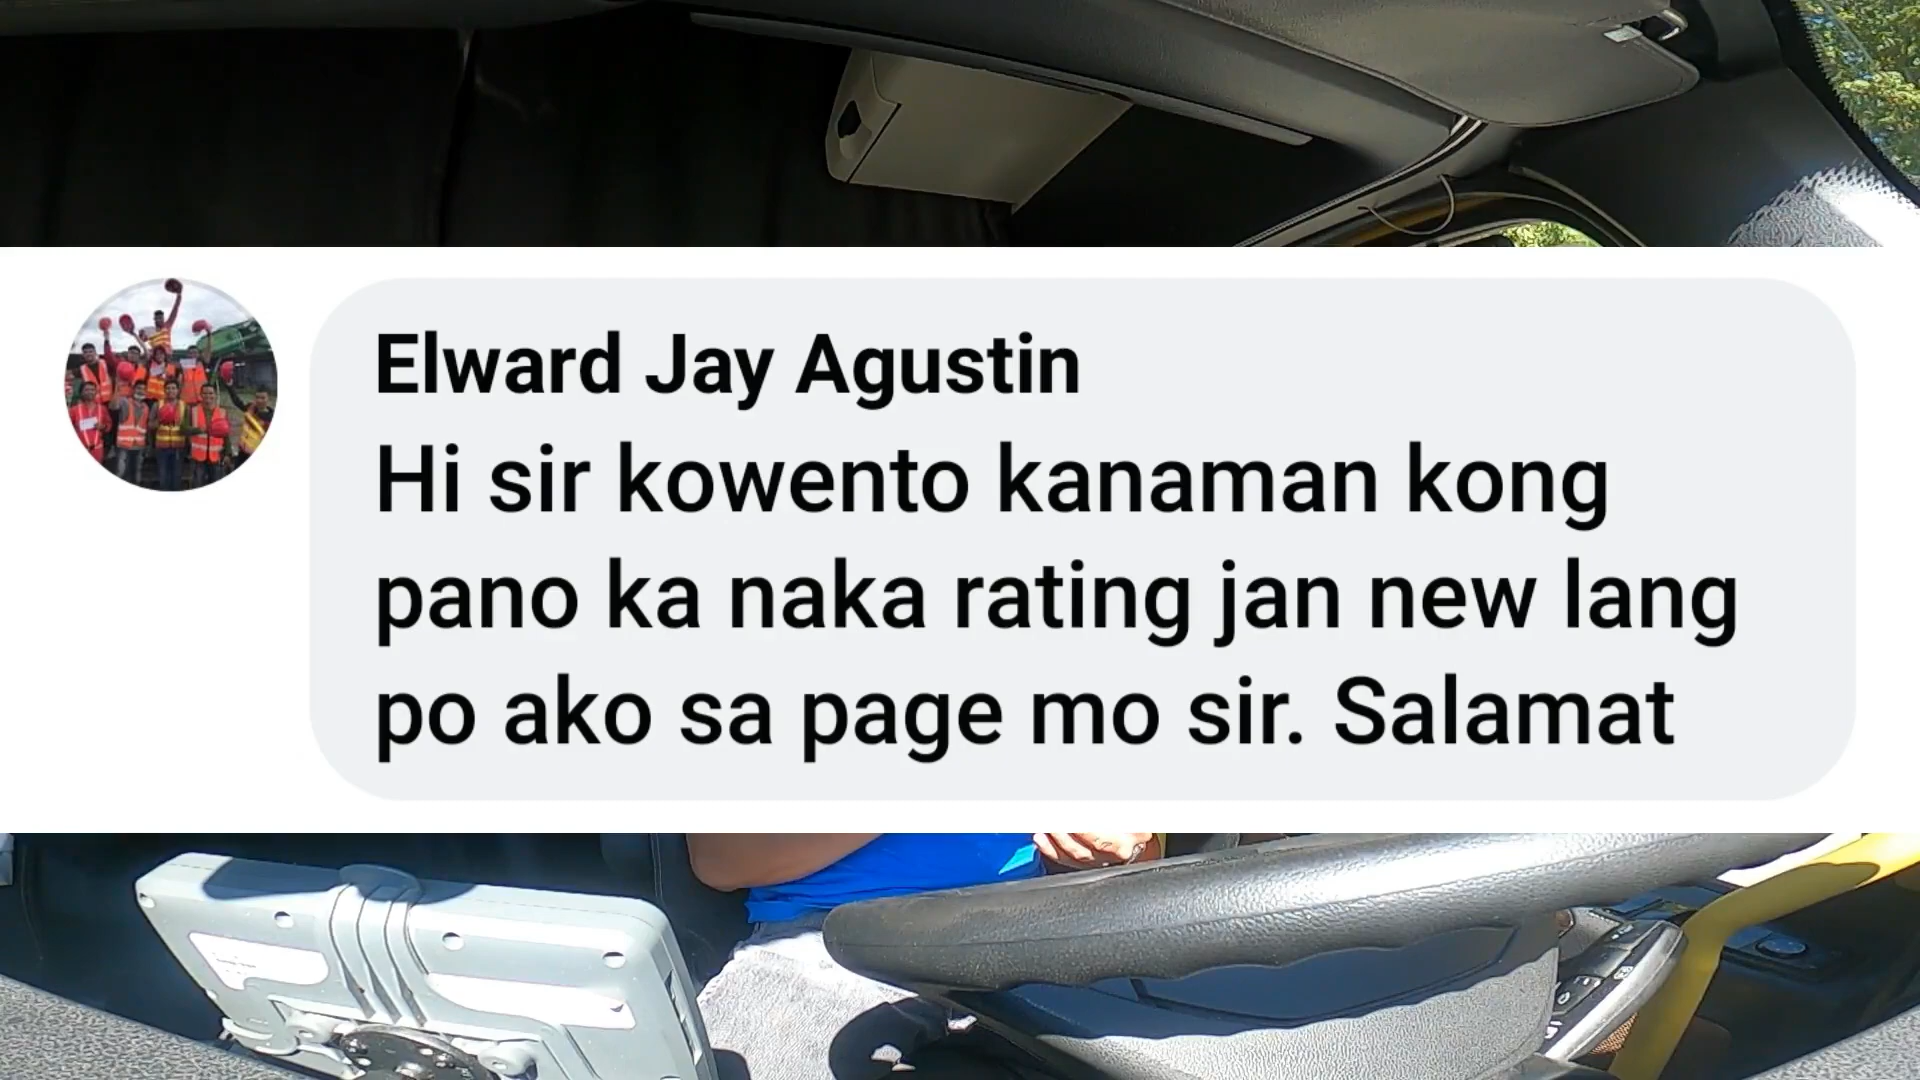 Elward Jay Agustin
Hi sir kowento kanaman kong
pano ka naka rating jan new lang
po ako sa page mo sir. Salamat